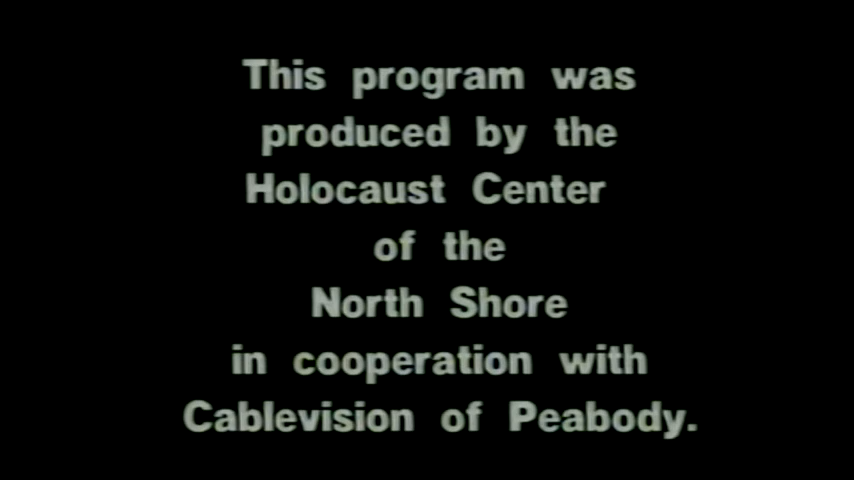 This program was
produced by the
Holocaust Center
of the
North Shore
in cooperation with
Cablevision of Peabody.